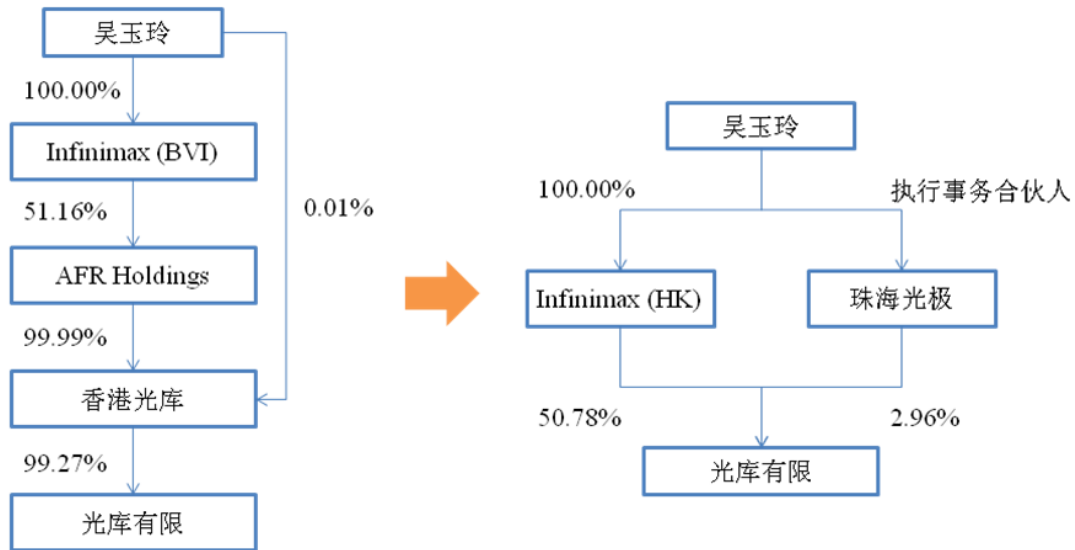 吴玉玲
100.00%
Infinimax (BVI)
51.16%
0.01%
AFR Holdings
99.99%
香港光库
99.27%
光库有限
吴玉玲
100.00%
执行事务合伙人
Infinimax (HK)
珠海光极
50.78%
2.96%
光库有限